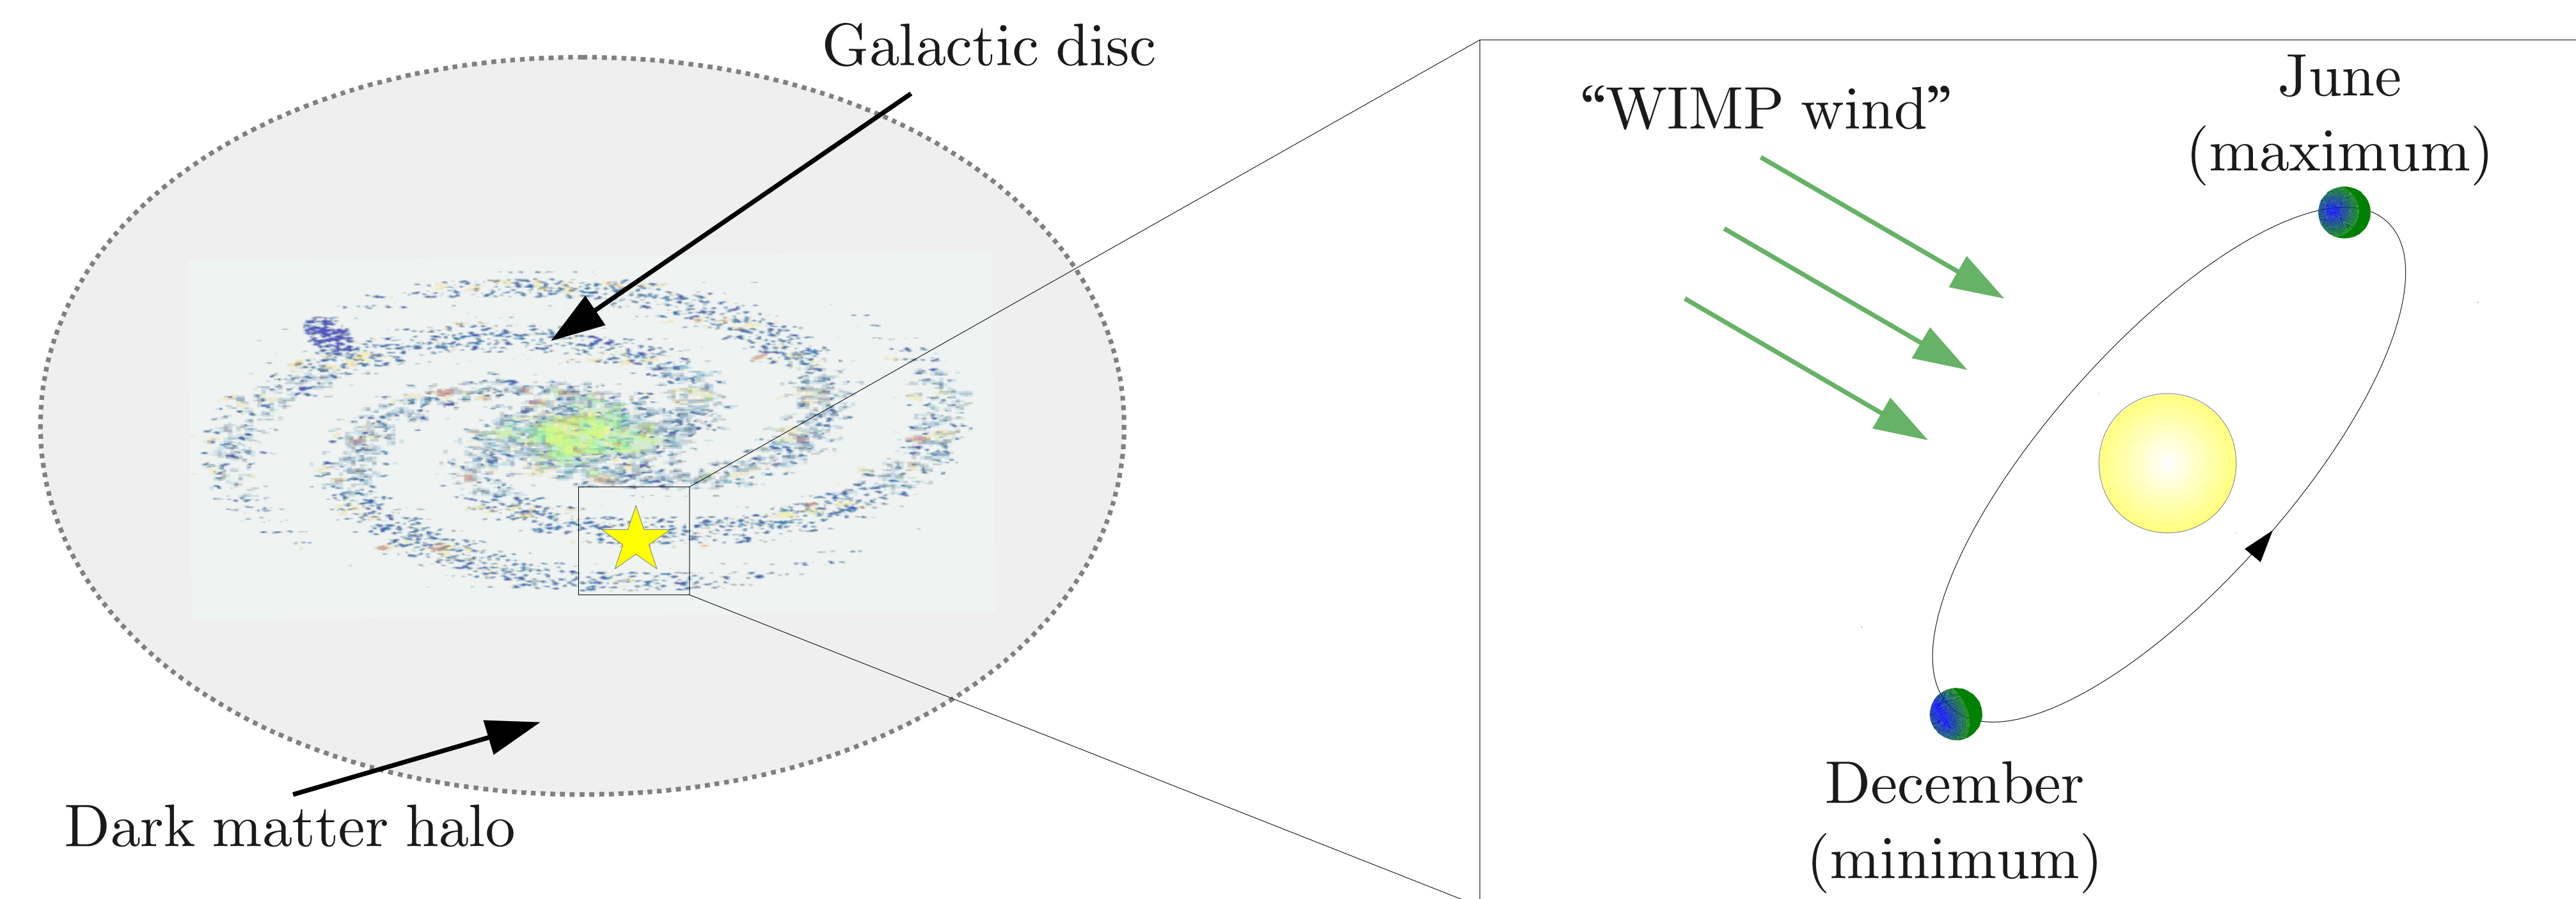 Galactic disc
Dark matter halo
“WIMP wind”
June
(maximum)
December
(minimum)